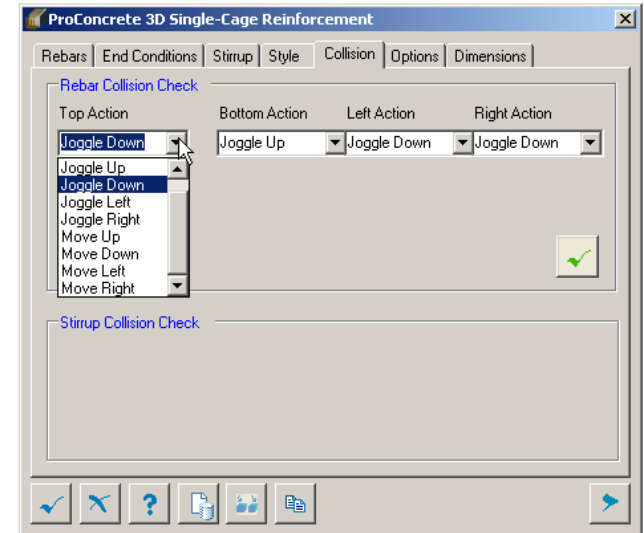 ProConcrete 3D Single-Cage Reinforcement
Rebars End Conditions Stirrup Style Collision Options Dimensions
Rebar Collision Check
Top Action Bottom Action Left Action Right Action
Joggle Down Joggle Up Joggle Down Joggle Down
Joggle Up
Joggle Down
Joggle Left
Joggle Right
Move Up
Move Down
Move Left
Move Right
Stirrup Collision Check
?